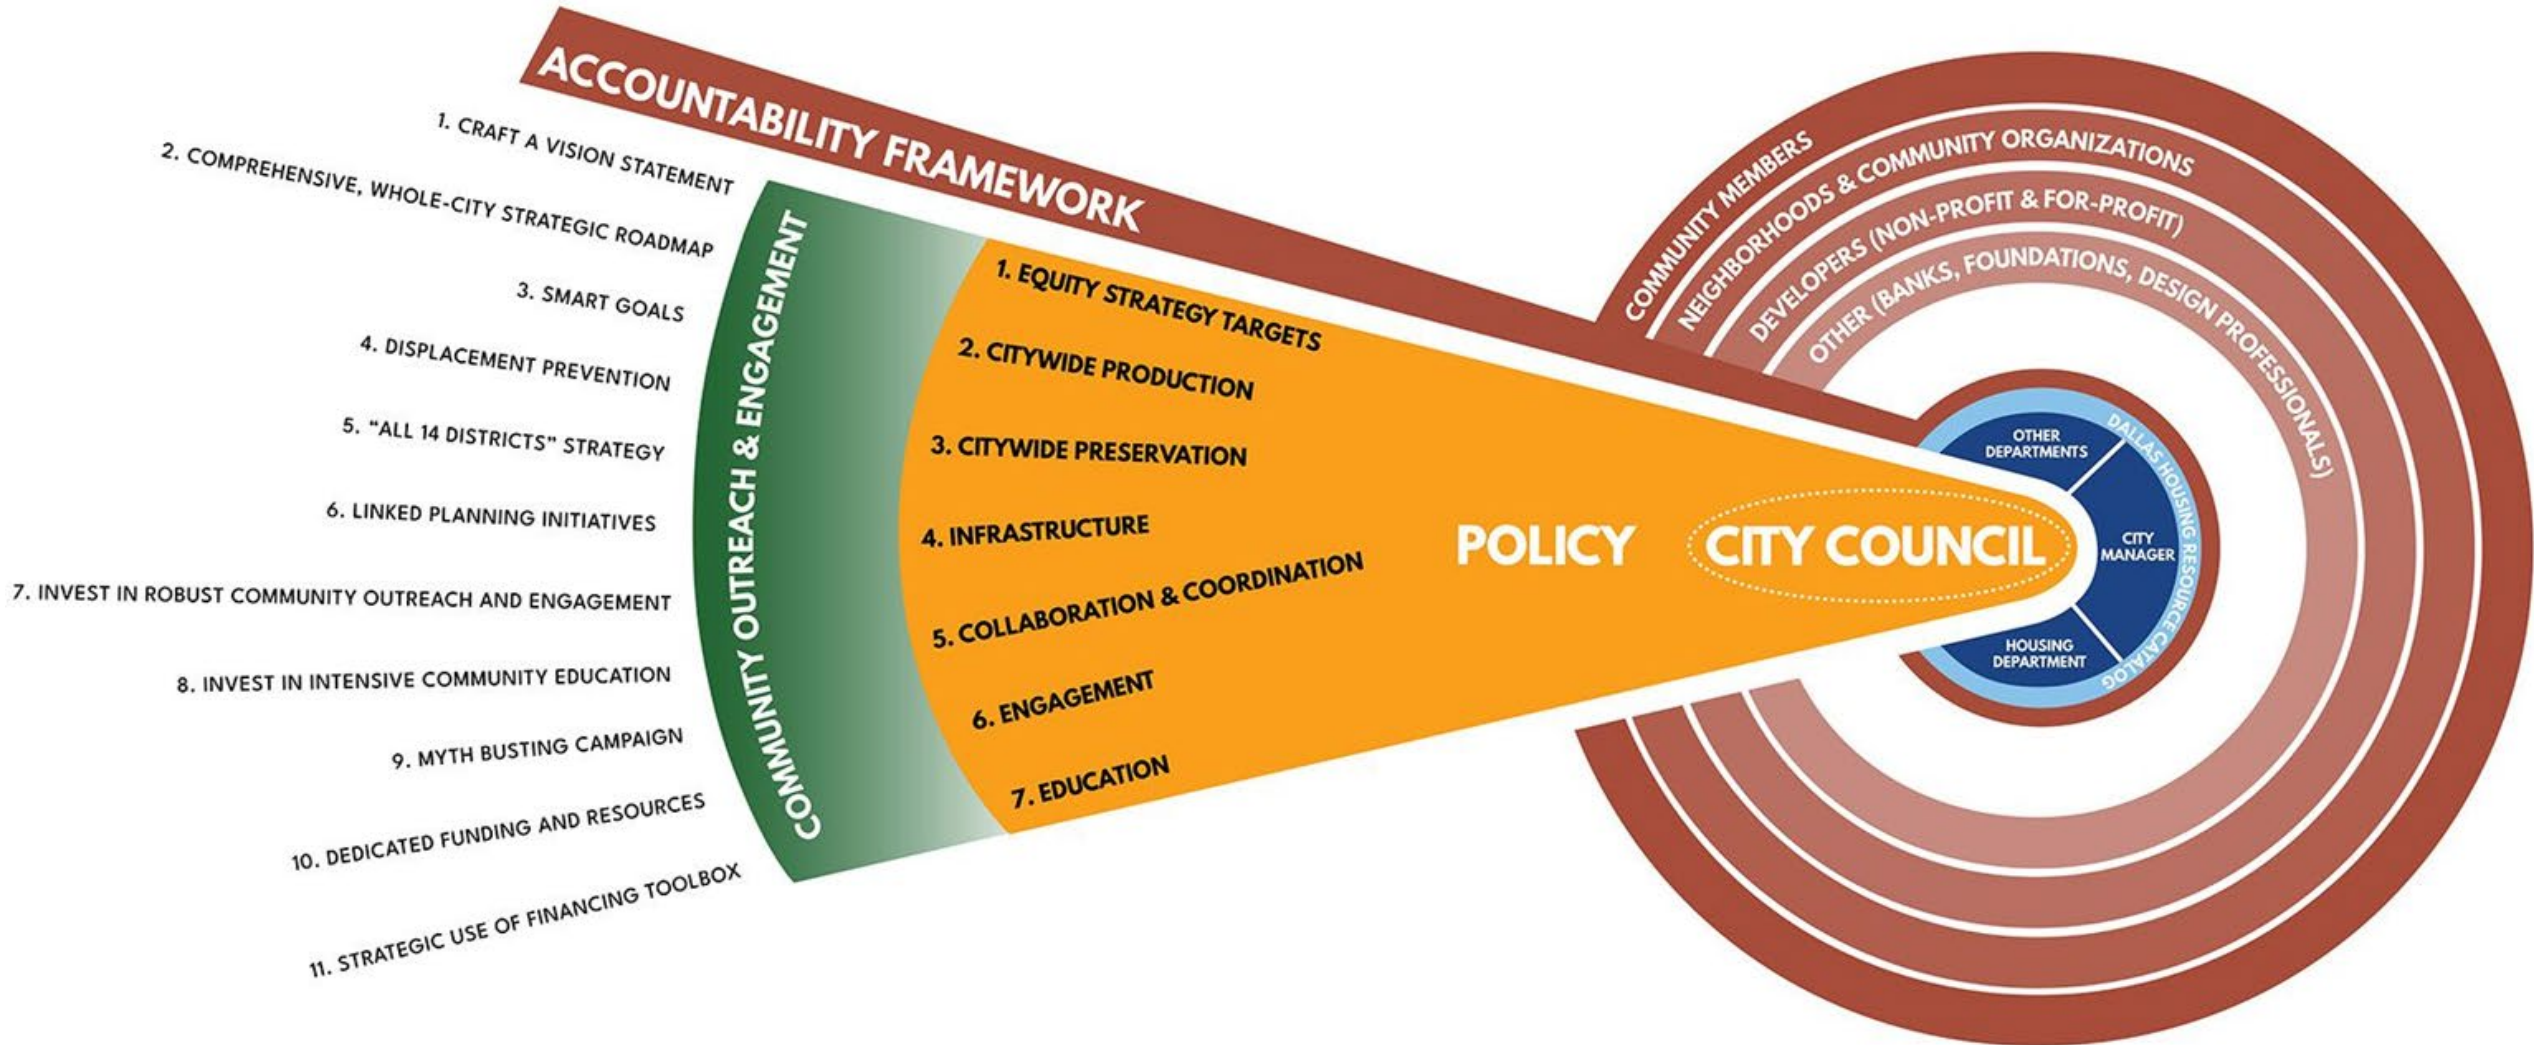 ACCOUNTABILITY FRAMEWORK
1. CRAFT A VISION STATEMENT
2. COMPREHENSIVE, WHOLE-CITY STRATEGIC ROADMAP
3. SMART GOALS
4. DISPLACEMENT PREVENTION
5. “ALL 14 DISTRICTS” STRATEGY
6. LINKED PLANNING INITIATIVES
7. INVEST IN ROBUST COMMUNITY OUTREACH AND ENGAGEMENT
8. INVEST IN INTENSIVE COMMUNITY EDUCATION
9. MYTH BUSTING CAMPAIGN
10. DEDICATED FUNDING AND RESOURCES
11. STRATEGIC USE OF FINANCING TOOLBOX
COMMUNITY OUTREACH & ENGAGEMENT
1. EQUITY STRATEGY TARGETS
2. CITYWIDE PRODUCTION
3. CITYWIDE PRESERVATION
4. INFRASTRUCTURE
5. COLLABORATION & COORDINATION
6. ENGAGEMENT
7. EDUCATION
POLICY
CITY COUNCIL
COMMUNITY MEMBERS
NEIGHBORHOODS & COMMUNITY ORGANIZATIONS
DEVELOPERS (NON-PROFIT & FOR-PROFIT)
OTHER (BANKS, FOUNDATIONS, DESIGN PROFESSIONALS)
DALLAS HOUSING RESOURCE CATALOG
OTHER
DEPARTMENTS
CITY
MANAGER
HOUSING
DEPARTMENT